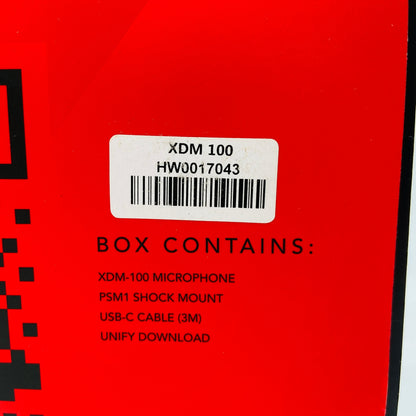 XDM 100
HW0017043
BOX CONTAINS:
XDM-100 MICROPHONE
PSM1 SHOCK MOUNT
USB-C CABLE (3M)
UNIFY DOWNLOAD